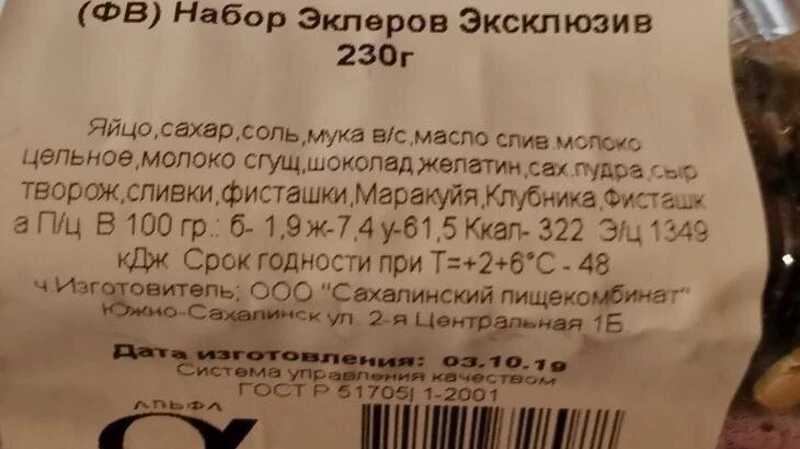 (ФВ) Набор Эклеров Эксклюзив
230г
Яйцо,сахар,соль,мука в/с,масло слив.молоко
цельное,молоко сгущ,шоколад,желатин,сах.пудра,сыр
творож,сливки,фисташки,Маракуйя,Клубника,Фисташк
а П/ц В 100 гр.: б- 1,9 ж-7,4 у-61,5 Ккал- 322 Э/ц 1349
кДж Срок годности при Т=+2+6°С - 48
ч.Изготовитель; ООО "Сахалинский пищекомбинат"
Южно-Сахалинск ул. 2-я Центральная 1Б
Дата изготовления: 03.10.19
Система управления качеством
ГОСТ Р 51705| 1-2001
АЛЬФА